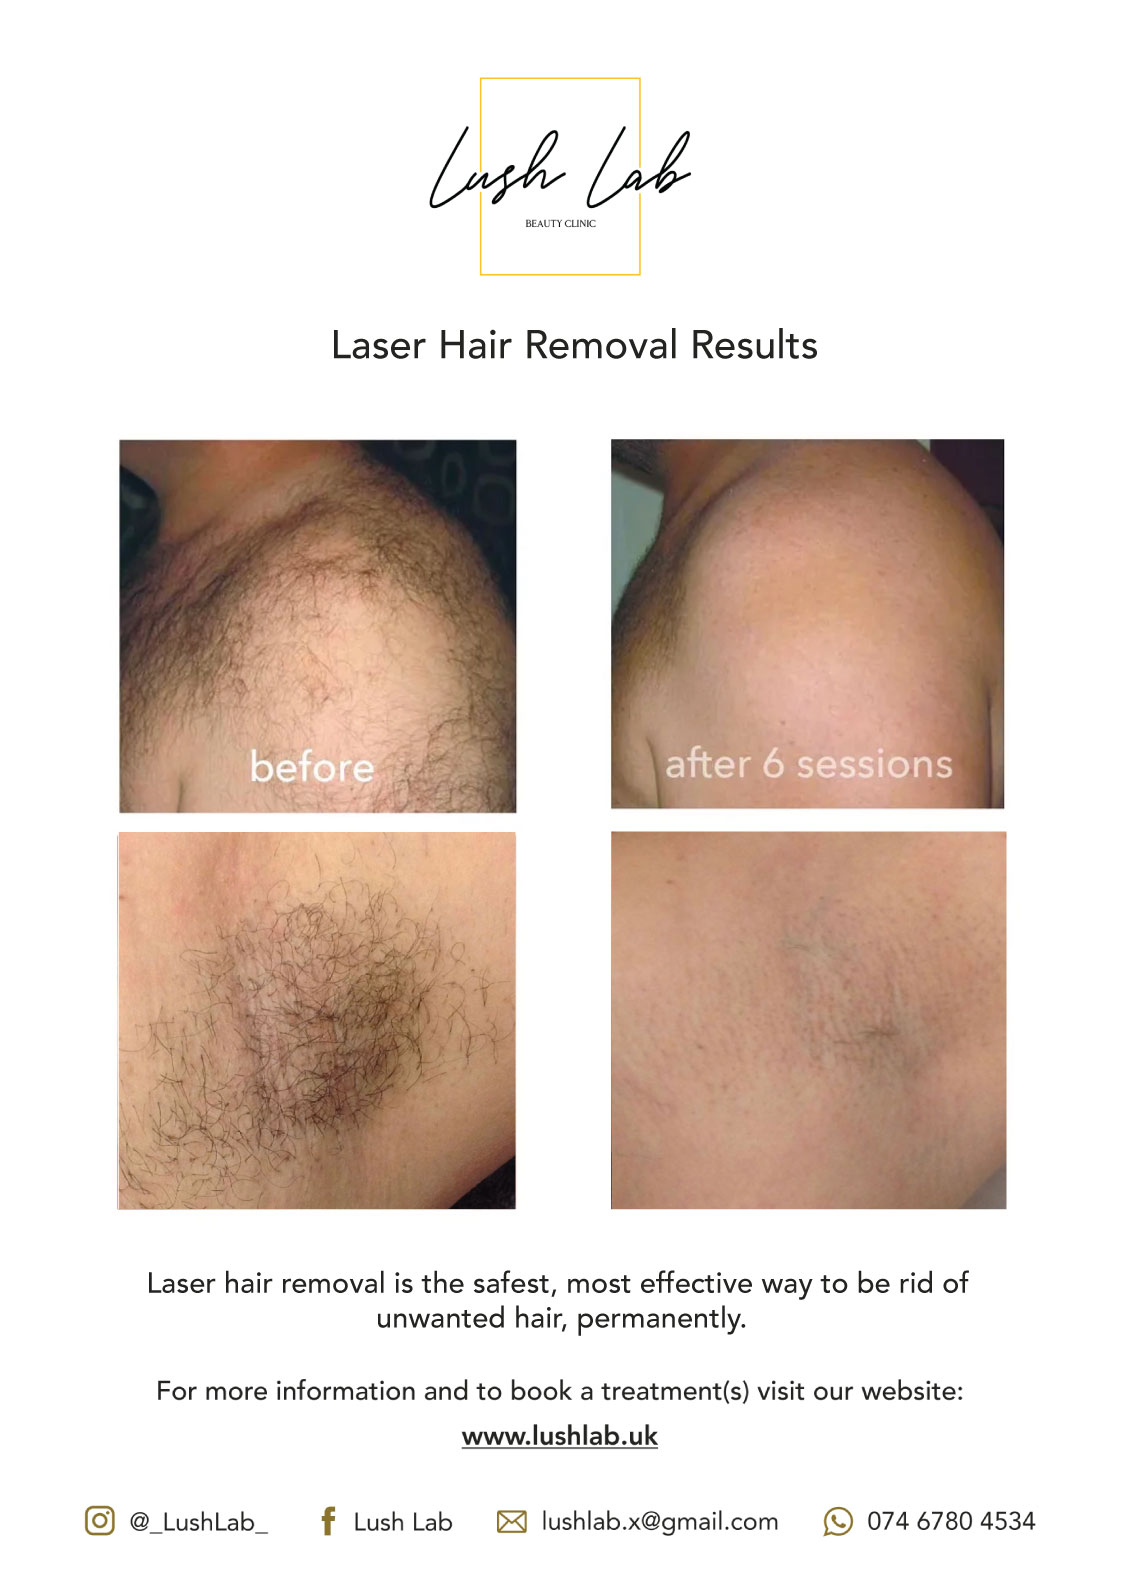 Lush Lab
BEAUTY CLINIC
Laser Hair Removal Results
before
after 6 sessions
Laser hair removal is the safest, most effective way to be rid of
unwanted hair, permanently.
For more information and to book a treatment(s) visit our website:
www.lushlab.uk
@_LushLab_
Lush Lab
lushlab.x@gmail.com
074 6780 4534